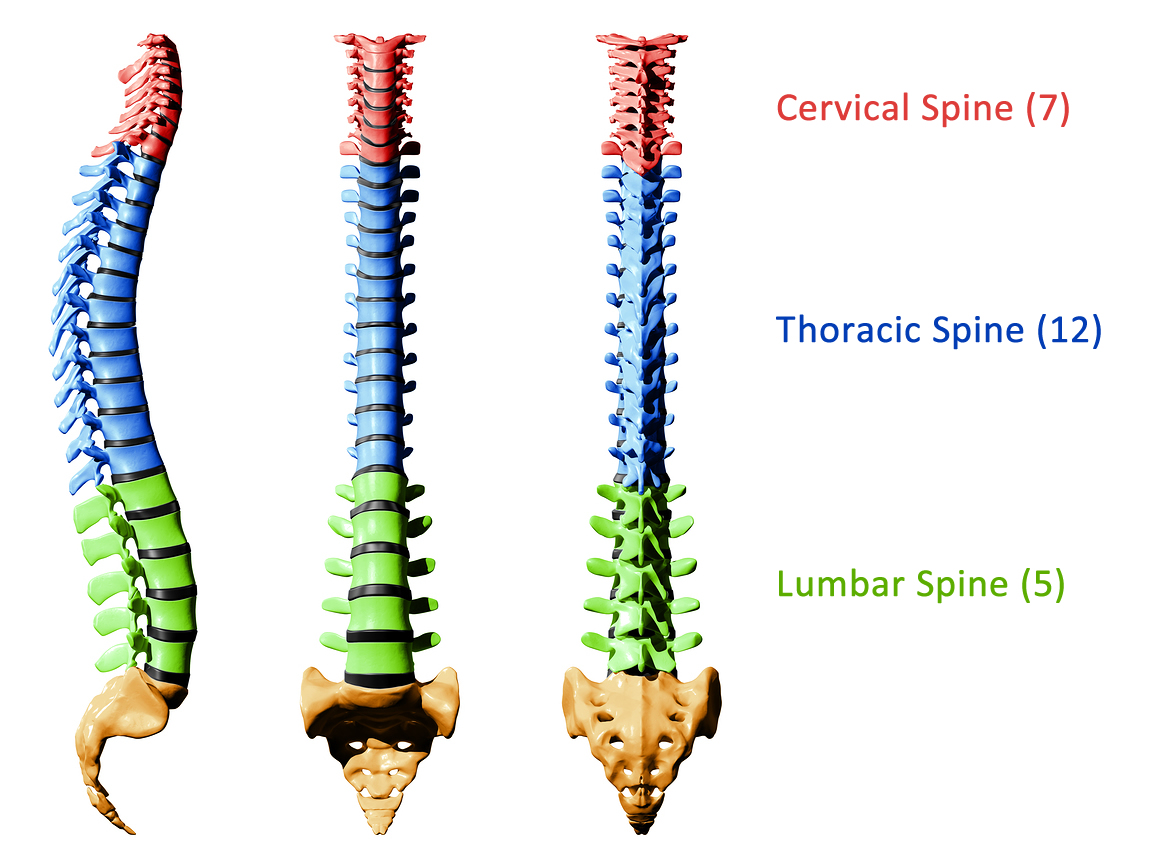 Cervical Spine (7)
Thoracic Spine (12)
Lumbar Spine (5)